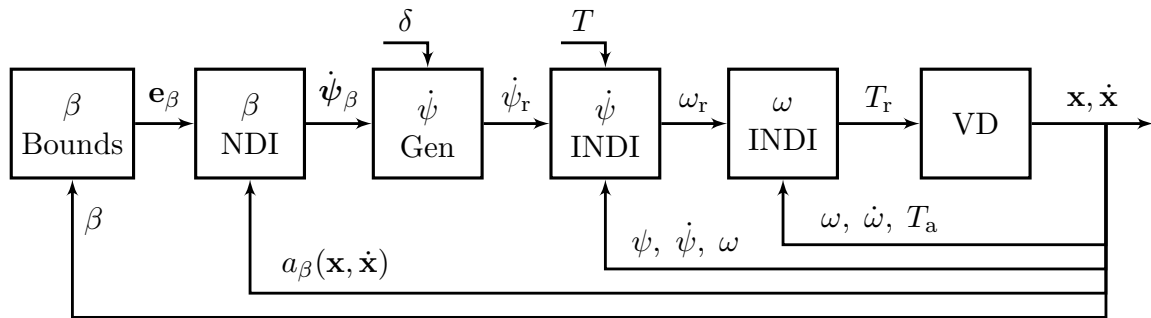 δ
T
β
Bounds
𝐞_β
β
NDI
𝛙̇_β
ψ̇
Gen
ψ̇_r
ψ̇
INDI
ω_r
ω
INDI
T_r
VD
𝐱, 𝐱̇
β
a_β(𝐱, 𝐱̇)
ψ, ψ̇, ω
ω, ω̇, T_a